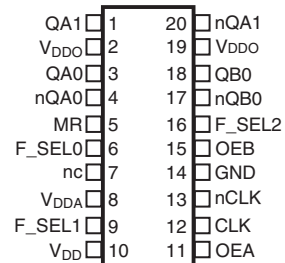 QA1 1 20 nQA1
VDDO 2 19 VDDO
QA0 3 18 QB0
nQA0 4 17 nQB0
MR 5 16 F_SEL2
F_SEL0 6 15 OEB
nc 7 14 GND
VDDA 8 13 nCLK
F_SEL1 9 12 CLK
VDD 10 11 OEA